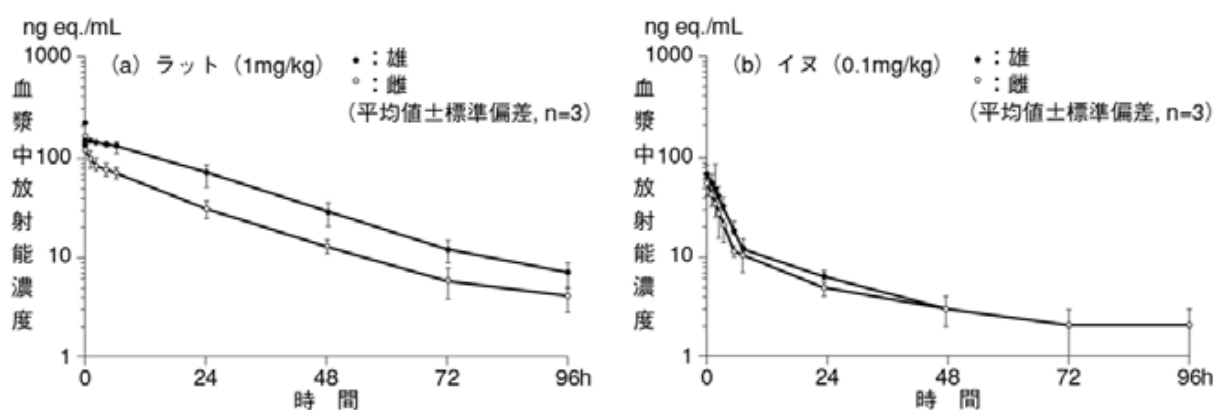 ng eq./mL
(a) ラット（1mg/kg）
•：雄
○：雌
（平均値±標準偏差, n=3）
血漿中放射能濃度
1000
100
10
1
0 24 48 72 96h
時 間
ng eq./mL
(b) イヌ（0.1mg/kg）
•：雄
○：雌
（平均値±標準偏差, n=3）
血漿中放射能濃度
1000
100
10
1
0 24 48 72 96h
時 間